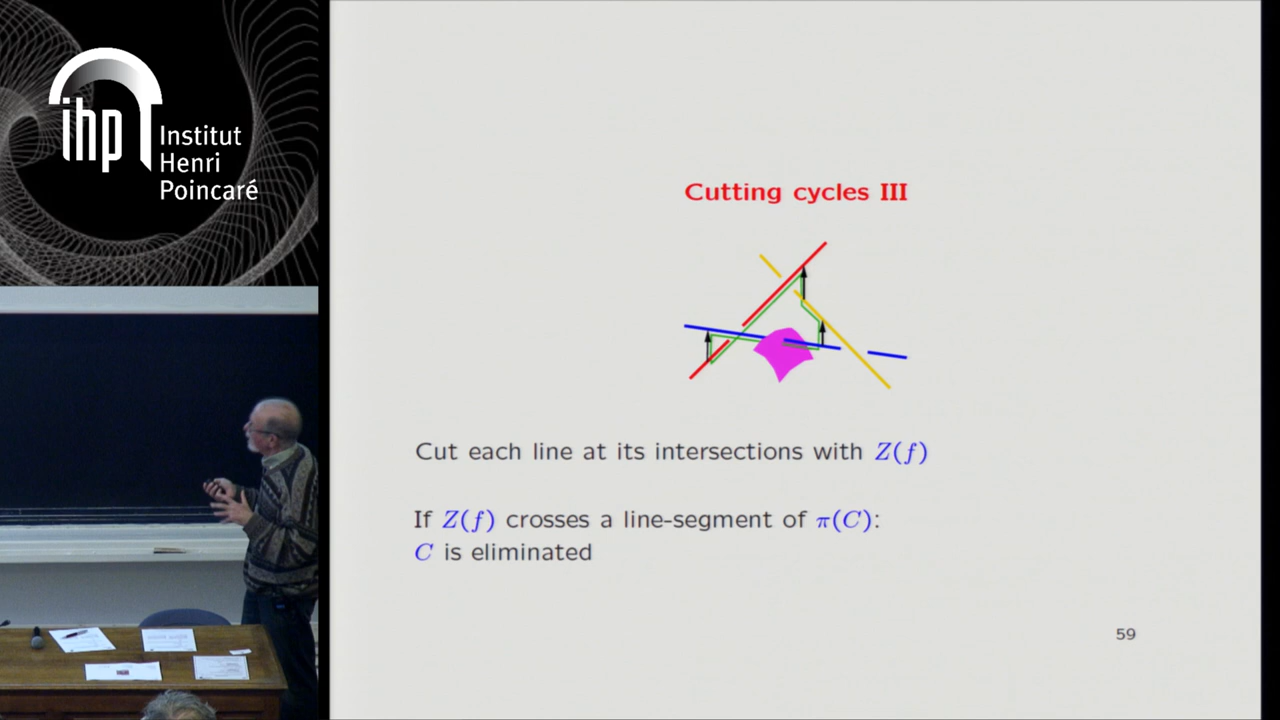 ihp
Institut
Henri
Poincaré
Cutting cycles III
Cut each line at its intersections with Z(f)
If Z(f) crosses a line-segment of π(C):
C is eliminated
59